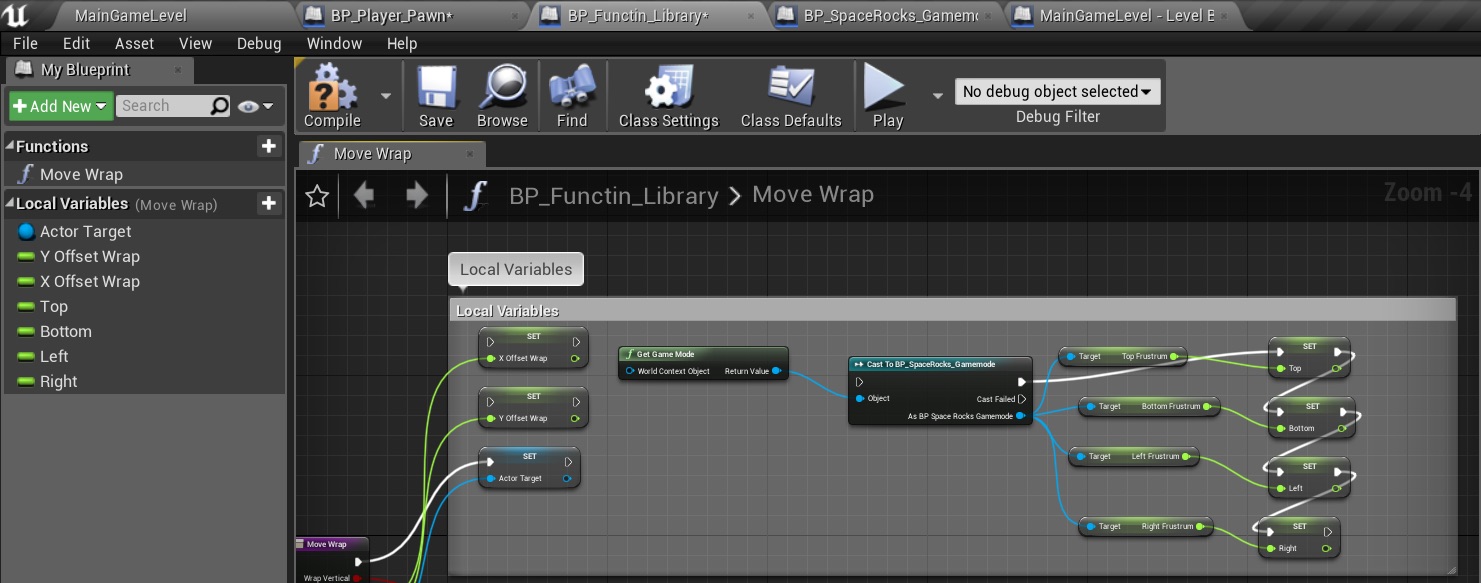 MainGameLevel
BP_Player_Pawn*
BP_Functin_Library*
BP_SpaceRocks_Gamem
MainGameLevel - Level B
File Edit Asset View Debug Window Help
My Blueprint
Add New
Search
Compile
Save
Browse
Find
Class Settings
Class Defaults
Play
No debug object selected
Debug Filter
Functions
Move Wrap
Local Variables (Move Wrap)
Actor Target
Y Offset Wrap
X Offset Wrap
Top
Bottom
Left
Right
Move Wrap
BP_Functin_Library > Move Wrap
Zoom -4
Local Variables
Local Variables
SET
X Offset Wrap
SET
Y Offset Wrap
SET
Actor Target
Move Wrap
Wrap Vertical
Get Game Mode
World Context Object Return Value
Cast To BP_SpaceRocks_Gamemode
Object
Cast Failed
As BP Space Rocks Gamemode
Target Top Frustrum
Target Bottom Frustrum
Target Left Frustrum
Target Right Frustrum
SET
Top
SET
Bottom
SET
Left
SET
Right